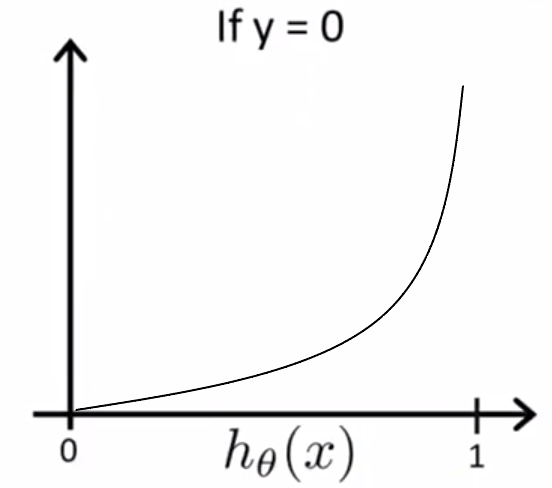 If y = 0
0 hθ(x) 1